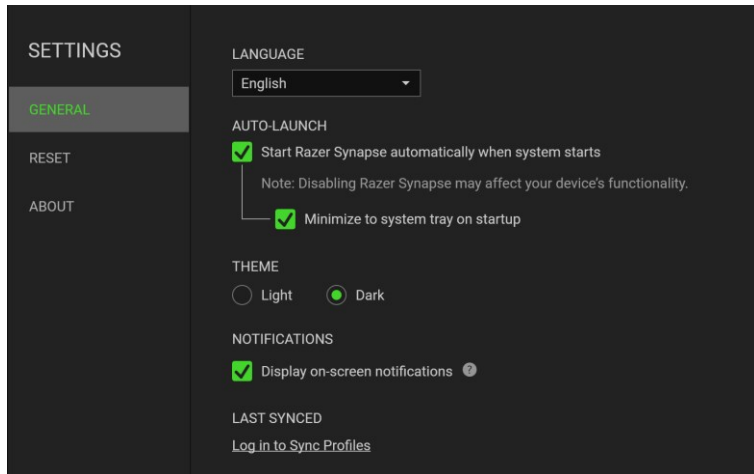 SETTINGS
GENERAL
RESET
ABOUT
LANGUAGE
English
AUTO-LAUNCH
Start Razer Synapse automatically when system starts
Note: Disabling Razer Synapse may affect your device's functionality.
Minimize to system tray on startup
THEME
Light
Dark
NOTIFICATIONS
Display on-screen notifications ?
LAST SYNCED
Log in to Sync Profiles